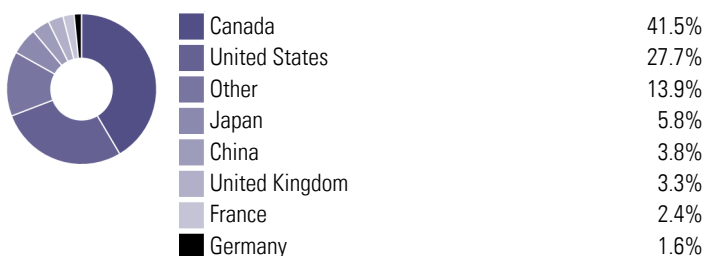 Canada 41.5%
United States 27.7%
Other 13.9%
Japan 5.8%
China 3.8%
United Kingdom 3.3%
France 2.4%
Germany 1.6%